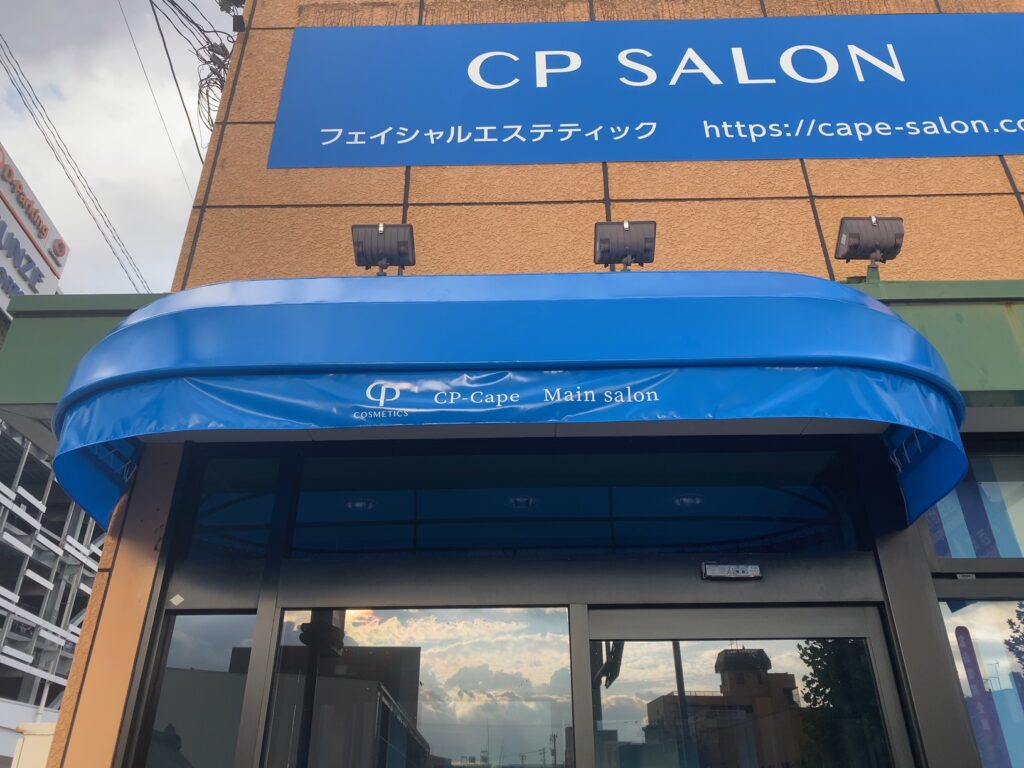 CP SALON
フェイシャルエステティック https://cape-salon.co
D-Parking
CP COSMETICS
CP-Cape Main salon